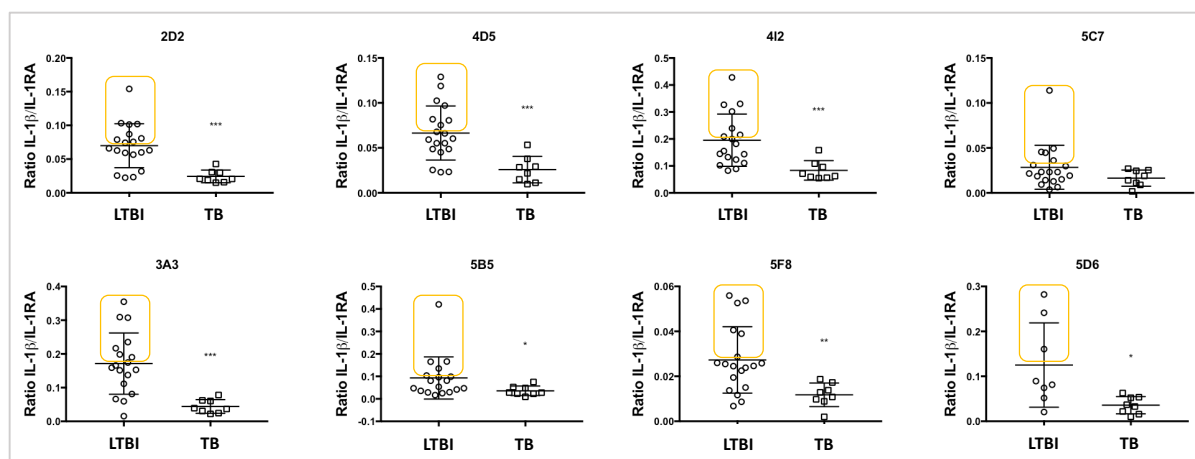 2D2
4D5
4I2
5C7
Ratio IL-1β/IL-1RA
0.20
0.15
0.10
0.05
0.00
***
LTBI TB
Ratio IL-1β/IL-1RA
0.15
0.10
0.05
0.00
***
LTBI TB
Ratio IL-1β/IL-1RA
0.5
0.4
0.3
0.2
0.1
0.0
***
LTBI TB
Ratio IL-1β/IL-1RA
0.15
0.10
0.05
0.00
LTBI TB
3A3
5B5
5F8
5D6
Ratio IL-1β/IL-1RA
0.4
0.3
0.2
0.1
0.0
***
LTBI TB
Ratio IL-1β/IL-1RA
0.5
0.4
0.3
0.2
0.1
0.0
-0.1
*
LTBI TB
Ratio IL-1β/IL-1RA
0.06
0.04
0.02
0.00
**
LTBI TB
Ratio IL-1β/IL-1RA
0.3
0.2
0.1
0.0
*
LTBI TB